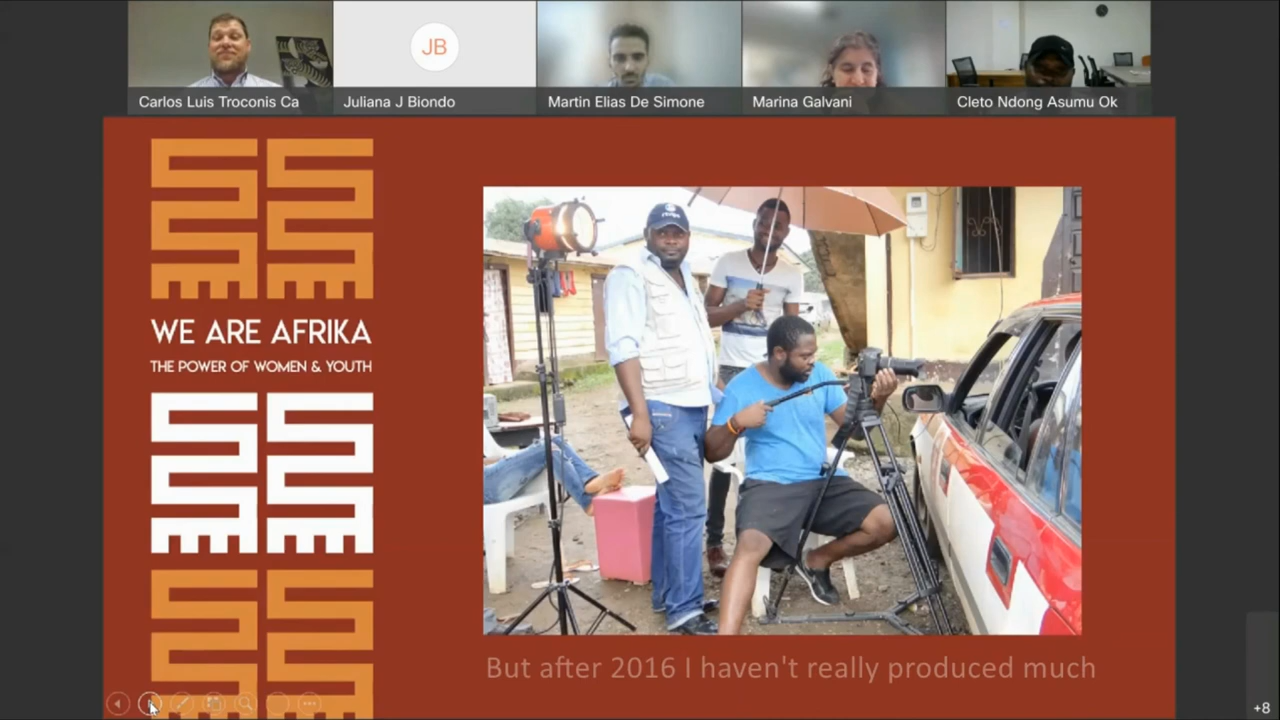 JB
Carlos Luis Troconis Ca
Juliana J Biondo
Martin Elias De Simone
Marina Galvani
Cleto Ndong Asumu Ok
WE ARE AFRIKA
THE POWER OF WOMEN & YOUTH
But after 2016 I haven't really produced much
+8